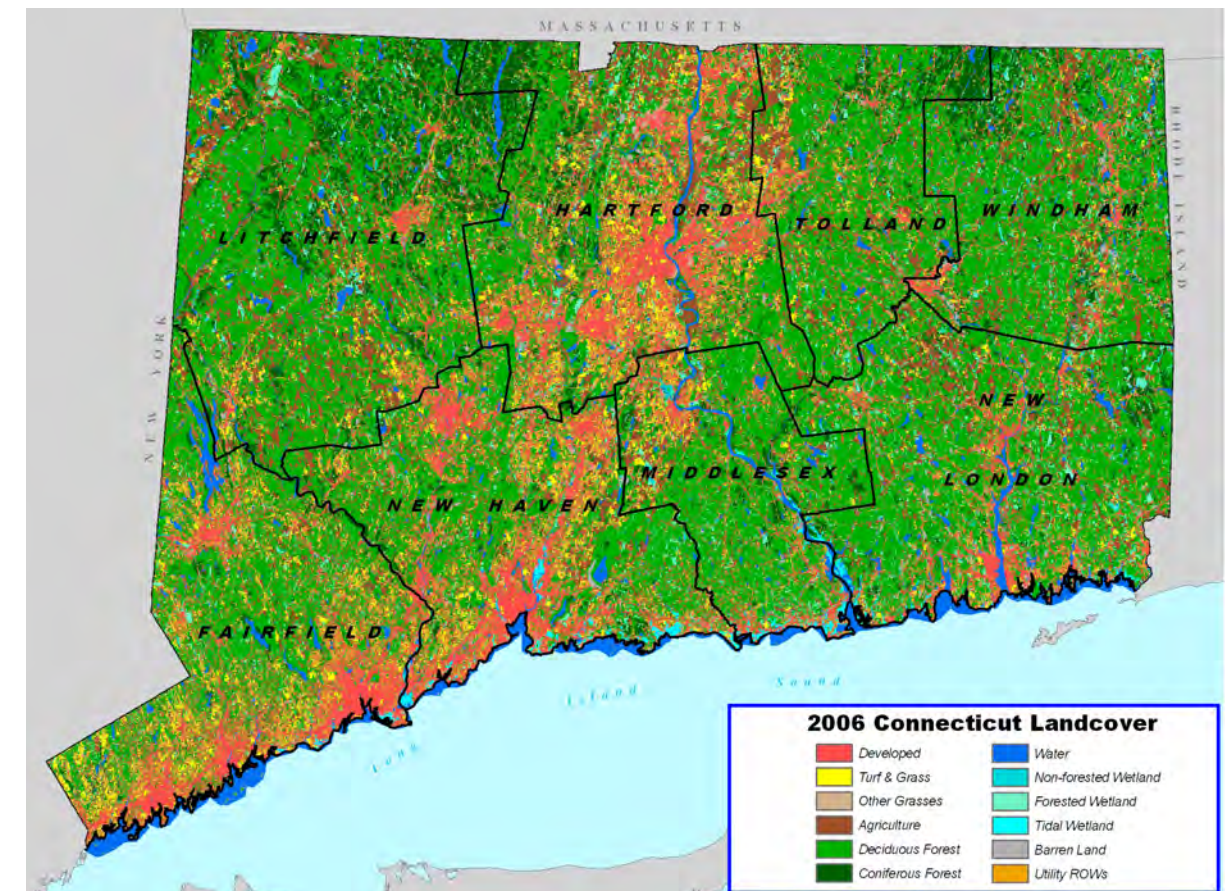 MASSACHUSETTS
RHODE ISLAND
HARTFORD
TOLLAND
WINDHAM
LITCHFIELD
NEW YORK
NEW
LONDON
MIDDLESEX
NEW HAVEN
FAIRFIELD
Long Island Sound
2006 Connecticut Landcover
Developed
Turf & Grass
Other Grasses
Agriculture
Deciduous Forest
Coniferous Forest
Water
Non-forested Wetland
Forested Wetland
Tidal Wetland
Barren Land
Utility ROWs